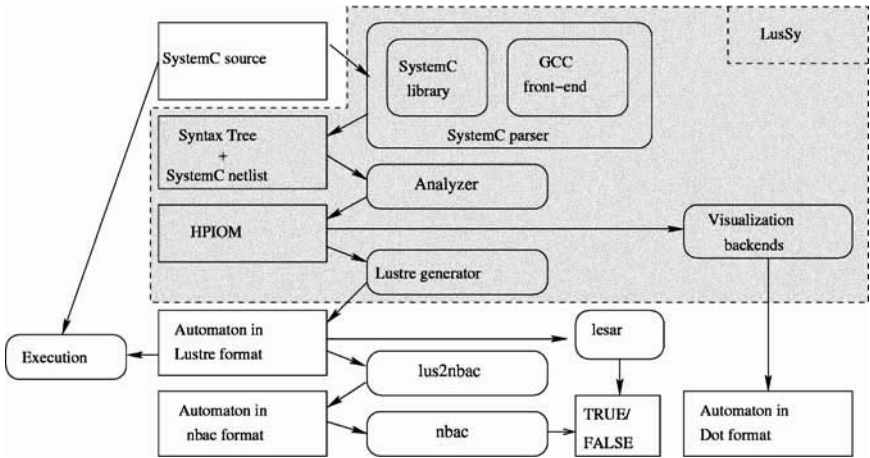 LusSy
SystemC source
SystemC
library
GCC
front-end
SystemC parser
Syntax Tree
+
SystemC netlist
Analyzer
HPIOM
Visualization
backends
Lustre generator
Automaton in
Lustre format
lesar
Execution
lus2nbac
Automaton in
nbac format
nbac
TRUE/
FALSE
Automaton in
Dot format